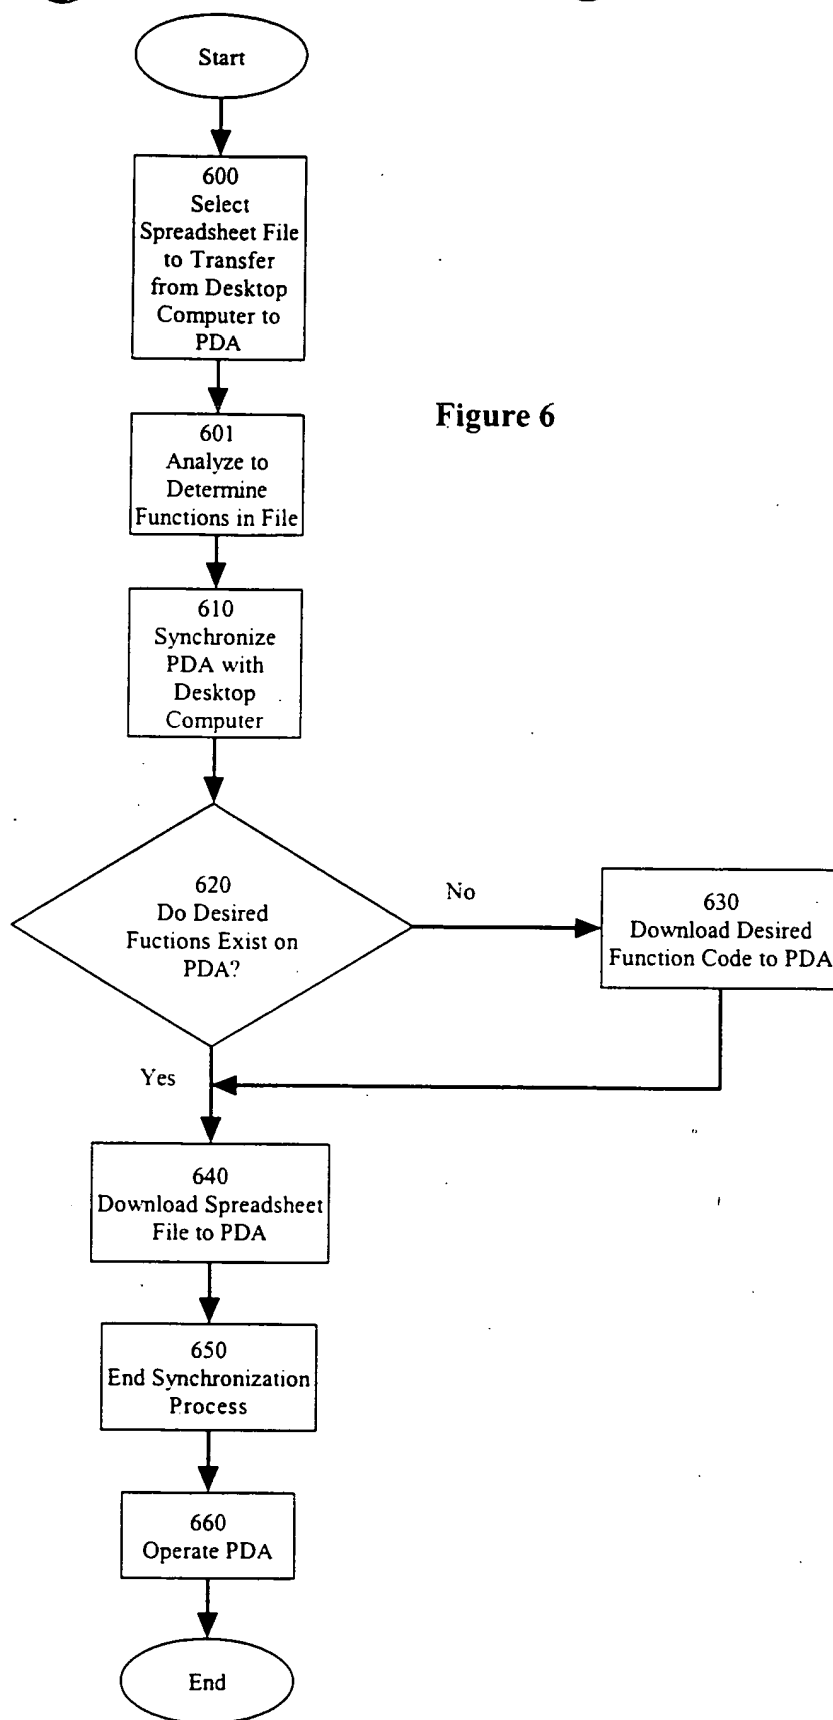 Start
600
Select
Spreadsheet File
to Transfer
from Desktop
Computer to
PDA
Figure 6
601
Analyze to
Determine
Functions in File
610
Synchronize
PDA with
Desktop
Computer
620
Do Desired
Fuctions Exist on
PDA?
No
630
Download Desired
Function Code to PDA
Yes
640
Download Spreadsheet
File to PDA
650
End Synchronization
Process
660
Operate PDA
End